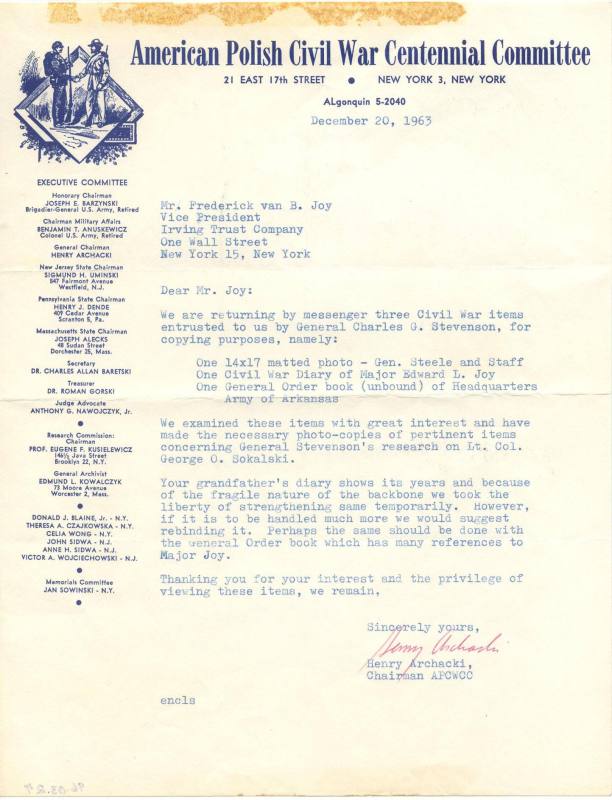 American Polish Civil War Centennial Committee
21 EAST 17th STREET ● NEW YORK 3, NEW YORK
ALgonquin 5-2040
December 20, 1963
EXECUTIVE COMMITTEE
Honorary Chairman
JOSEPH E. BARZYNSKI
Brigadier-General U.S. Army, Retired
Chairman Military Affairs
BENJAMIN T. ANUSKEWICZ
Colonel U.S. Army, Retired
General Chairman
HENRY ARCHACKI
New Jersey State Chairman
SIGMUND H. UMINSKI
847 Fairmont Avenue
Westfield, N.J.
Pennsylvania State Chairman
HENRY J. DENDE
409 Cedar Avenue
Scranton 5, Pa.
Massachusetts State Chairman
JOSEPH ALECKS
48 Sudan Street
Dorchester 25, Mass.
Secretary
DR. CHARLES ALLAN BARETSKI
Treasurer
DR. ROMAN GORSKI
Judge Advocate
ANTHONY G. NAWOJCZYK, Jr.
●
Research Commission:
Chairman
PROF. EUGENE F. KUSIELEWICZ
146½ Java Street
Brooklyn 22, N.Y.
General Archivist
EDMUND L. KOWALCZYK
73 Moore Avenue
Worcester 2, Mass.
●
DONALD J. BLAINE, Jr. - N.Y.
THERESA A. CZAJKOWSKA - N.Y.
CELIA WONG - N.Y.
JOHN SIDWA - N.J.
ANNE H. SIDWA - N.J.
VICTOR A. WOJCIECHOWSKI - N.J.
●
Memorials Committee
JAN SOWINSKI - N.Y.
●
Mr. Frederick van B. Joy
Vice President
Irving Trust Company
One Wall Street
New York 15, New York
Dear Mr. Joy:
We are returning by messenger three Civil War items
entrusted to us by General Charles G. Stevenson, for
copying purposes, namely:
One 14x17 matted photo - Gen. Steele and Staff
One Civil War Diary of Major Edward L. Joy
One General Order book (unbound) of Headquarters
Army of Arkansas
We examined these items with great interest and have
made the necessary photo-copies of pertinent items
concerning General Stevenson's research on Lt. Col.
George O. Sokalski.
Your grandfather's diary shows its years and because
of the fragile nature of the backbone we took the
liberty of strengthening same temporarily. However,
if it is to be handled much more we would suggest
rebinding it. Perhaps the same should be done with
the General Order book which has many references to
Major Joy.
Thanking you for your interest and the privilege of
viewing these items, we remain,
Sincerely yours,
Henry Archacki
Henry Archacki,
Chairman APCWCC
encls